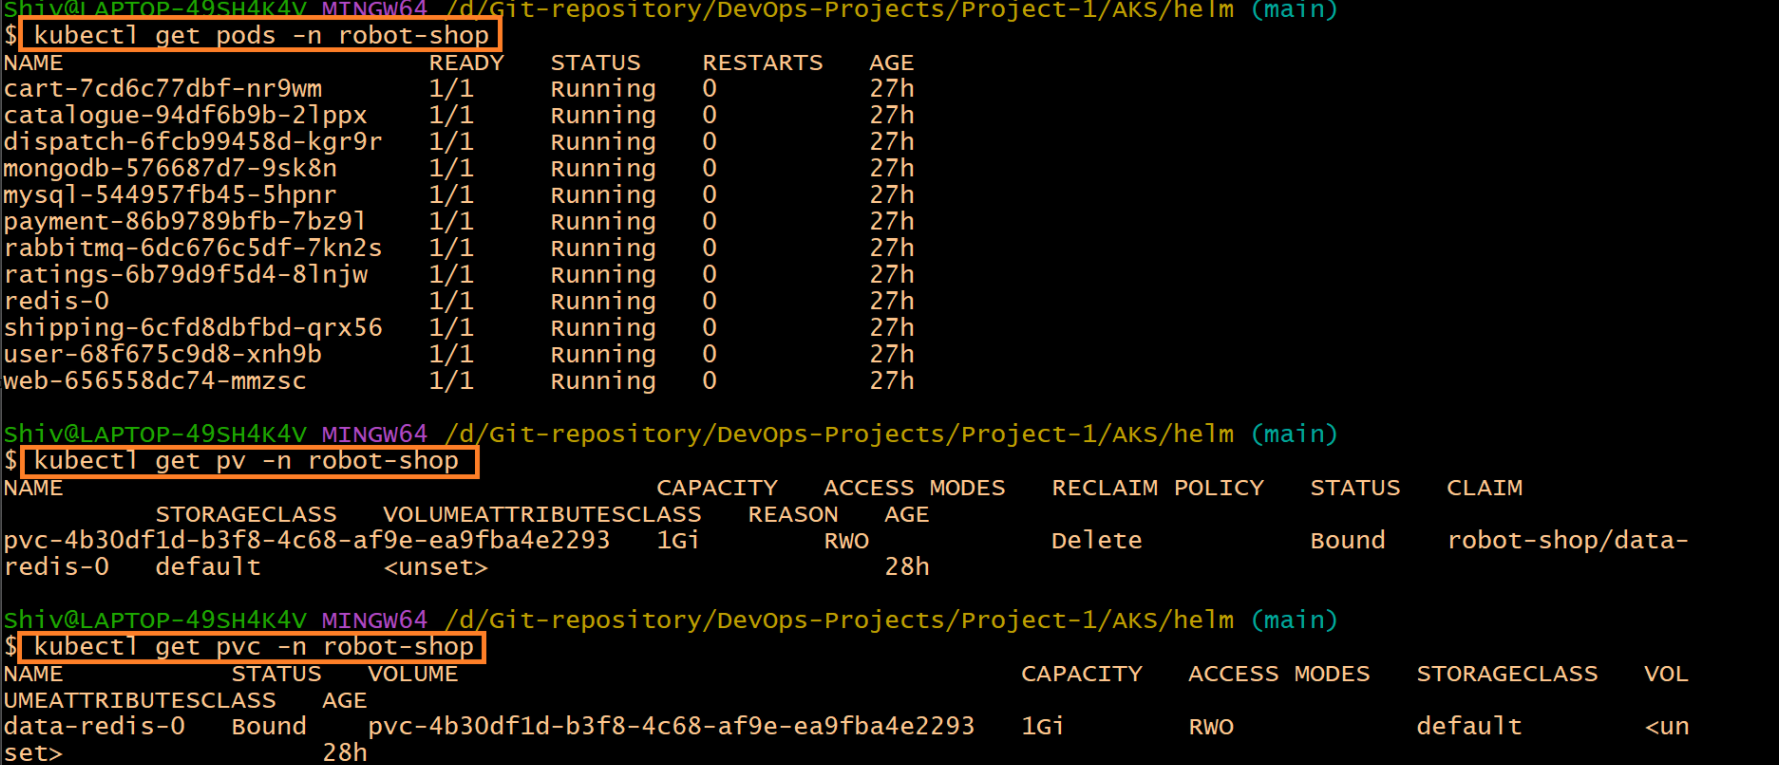 Shiv@LAPTOP-49SH4K4V MINGW64 /d/Git-repository/DevOps-Projects/Project-1/AKS/helm (main)
$ kubectl get pods -n robot-shop
NAME                            READY   STATUS    RESTARTS   AGE
cart-7cd6c77dbf-nr9wm           1/1     Running   0          27h
catalogue-94df6b9b-2lppx        1/1     Running   0          27h
dispatch-6fcb99458d-kgr9r       1/1     Running   0          27h
mongodb-576687d7-9sk8n          1/1     Running   0          27h
mysql-544957fb45-5hpnr          1/1     Running   0          27h
payment-86b9789bfb-7bz9l        1/1     Running   0          27h
rabbitmq-6dc676c5df-7kn2s       1/1     Running   0          27h
ratings-6b79d9f5d4-8lnjw        1/1     Running   0          27h
redis-0                         1/1     Running   0          27h
shipping-6cfd8dbfbd-qrx56       1/1     Running   0          27h
user-68f675c9d8-xnh9b           1/1     Running   0          27h
web-656558dc74-mmzsc            1/1     Running   0          27h
Shiv@LAPTOP-49SH4K4V MINGW64 /d/Git-repository/DevOps-Projects/Project-1/AKS/helm (main)
$ kubectl get pv -n robot-shop
NAME                                       CAPACITY   ACCESS MODES   RECLAIM POLICY   STATUS   CLAIM
          STORAGECLASS   VOLUMEATTRIBUTESCLASS   REASON   AGE
pvc-4b30df1d-b3f8-4c68-af9e-ea9fba4e2293   1Gi        RWO            Delete           Bound    robot-shop/data-
redis-0   default        <unset>                          28h
Shiv@LAPTOP-49SH4K4V MINGW64 /d/Git-repository/DevOps-Projects/Project-1/AKS/helm (main)
$ kubectl get pvc -n robot-shop
NAME           STATUS   VOLUME                                     CAPACITY   ACCESS MODES   STORAGECLASS   VOL
UMEATTRIBUTESCLASS   AGE
data-redis-0   Bound    pvc-4b30df1d-b3f8-4c68-af9e-ea9fba4e2293   1Gi        RWO            default        <un
set>                 28h